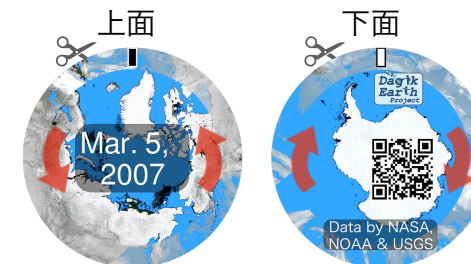 上面
下面
Mar. 5,
2007
Dagik
Earth
Project
Data by NASA,
NOAA & USGS